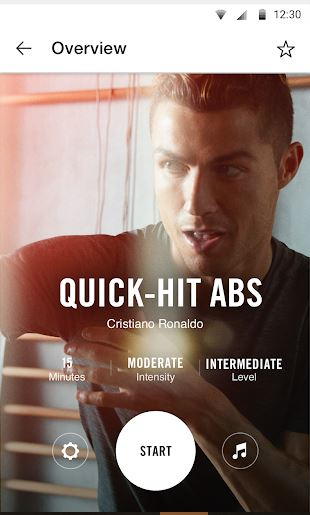 12:30
Overview
QUICK-HIT ABS
Cristiano Ronaldo
15 MODERATE INTERMEDIATE
Minutes Intensity Level
START